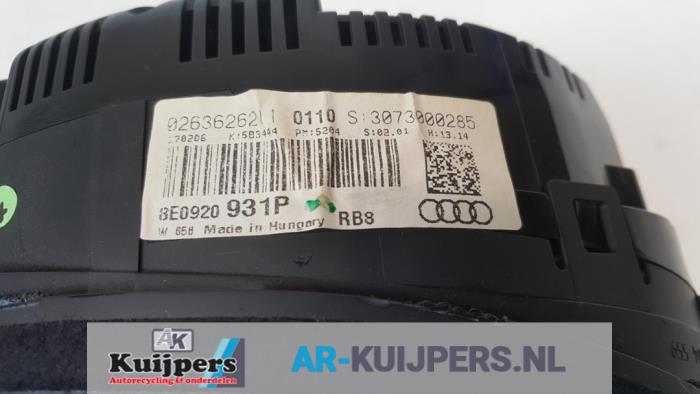 0110 S:3073000285
K:583444 PM:5204 S:02.01 H:13.14
8E0920 931P RB8
W 658 Made in Hungary
AK
Kuijpers
Autorecycling & onderdelen
AR-KUIJPERS.NL